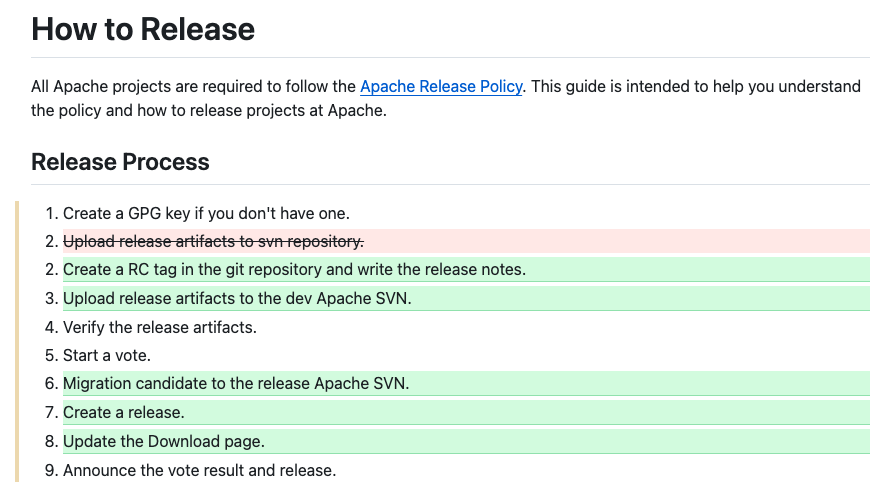 How to Release
All Apache projects are required to follow the Apache Release Policy. This guide is intended to help you understand
the policy and how to release projects at Apache.
Release Process
1. Create a GPG key if you don't have one.
2. Upload release artifacts to svn repository.
2. Create a RC tag in the git repository and write the release notes.
3. Upload release artifacts to the dev Apache SVN.
4. Verify the release artifacts.
5. Start a vote.
6. Migration candidate to the release Apache SVN.
7. Create a release.
8. Update the Download page.
9. Announce the vote result and release.